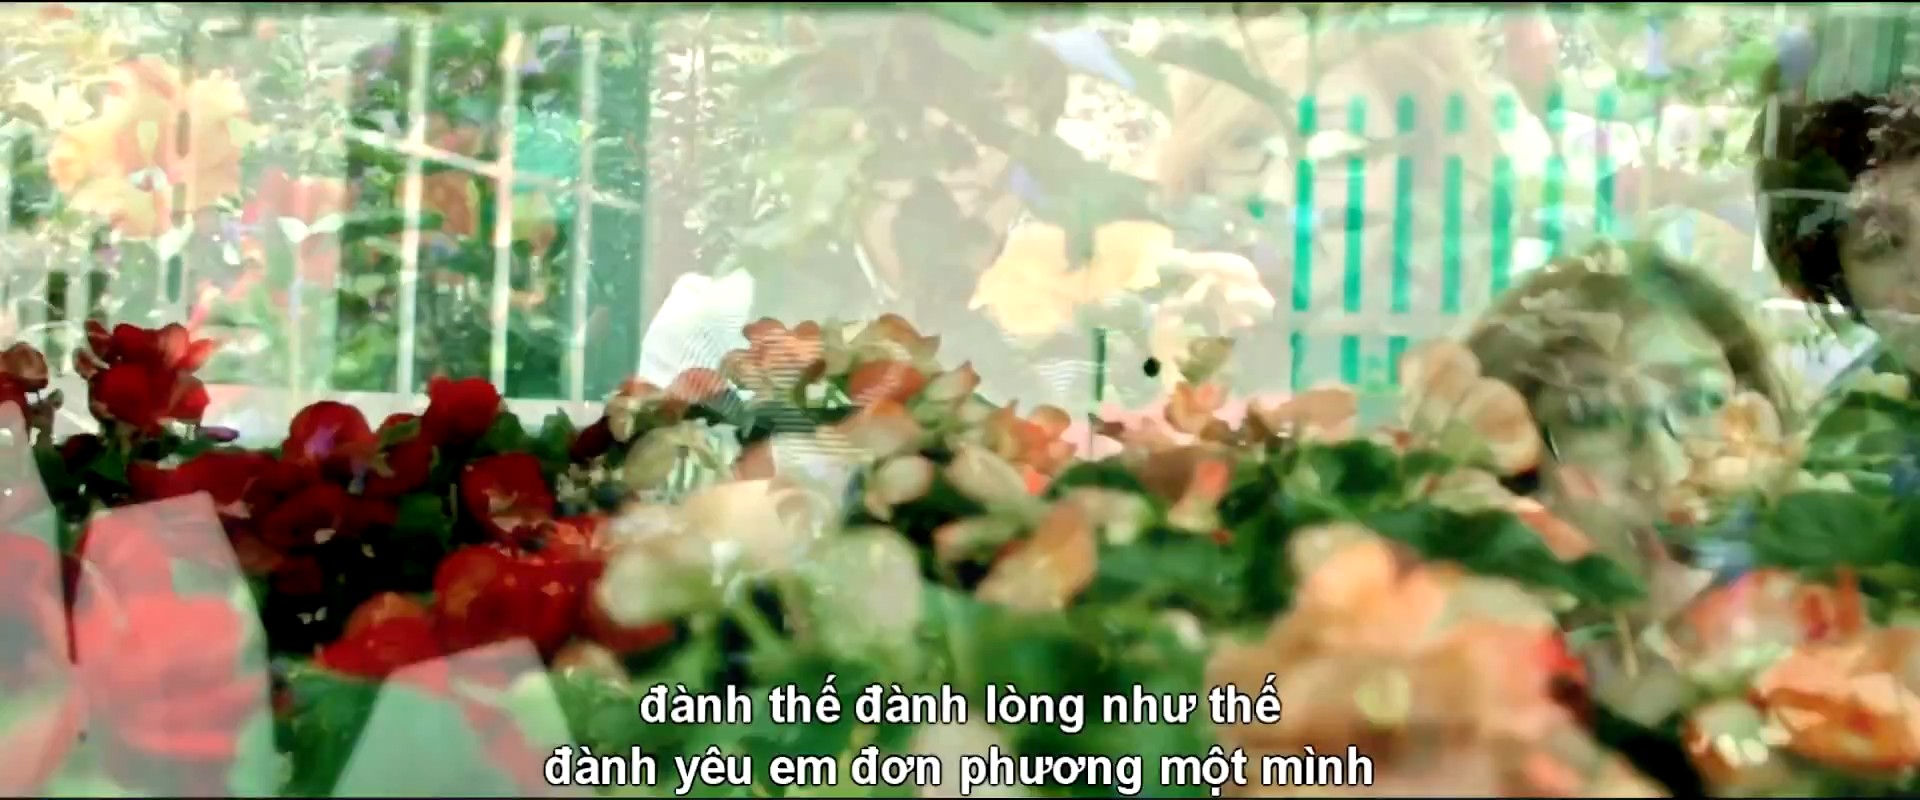 đành thế đành lòng như thế
đành yêu em đơn phương một mình